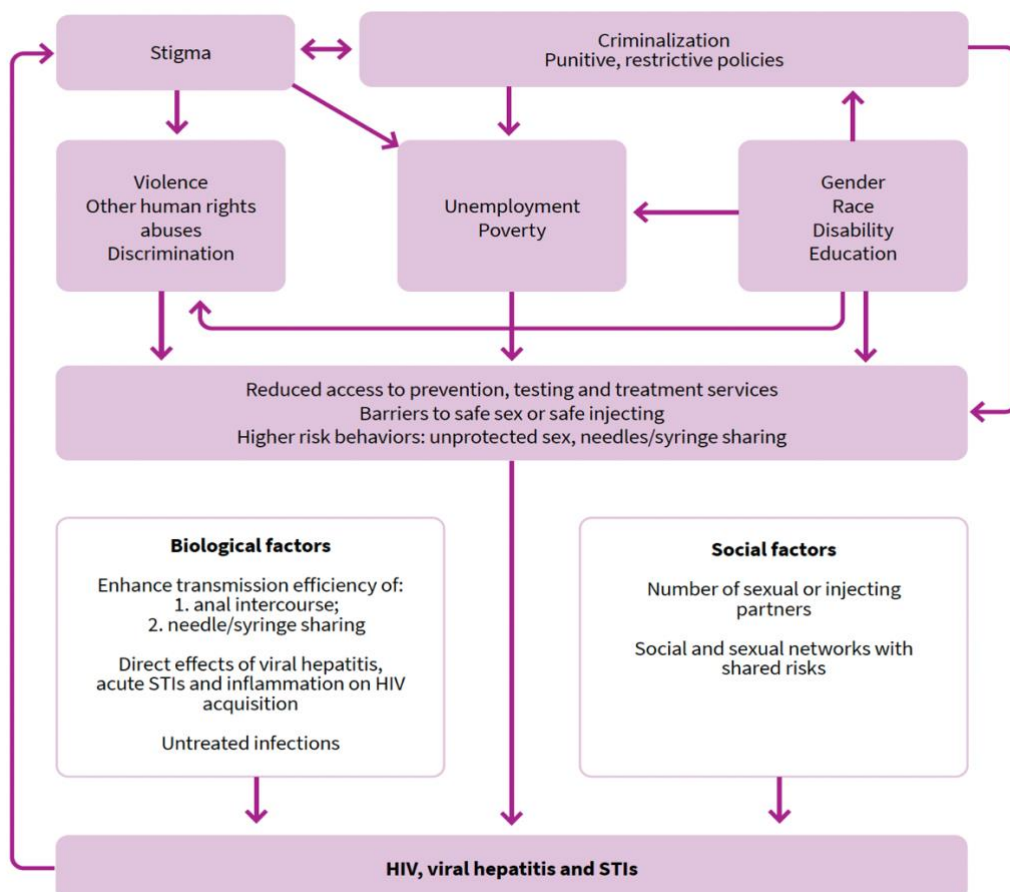 Stigma
Criminalization
Punitive, restrictive policies
Violence
Other human rights
abuses
Discrimination
Unemployment
Poverty
Gender
Race
Disability
Education
Reduced access to prevention, testing and treatment services
Barriers to safe sex or safe injecting
Higher risk behaviors: unprotected sex, needles/syringe sharing
Biological factors
Enhance transmission efficiency of:
1. anal intercourse;
2. needle/syringe sharing
Direct effects of viral hepatitis,
acute STIs and inflammation on HIV
acquisition
Untreated infections
Social factors
Number of sexual or injecting
partners
Social and sexual networks with
shared risks
HIV, viral hepatitis and STIs